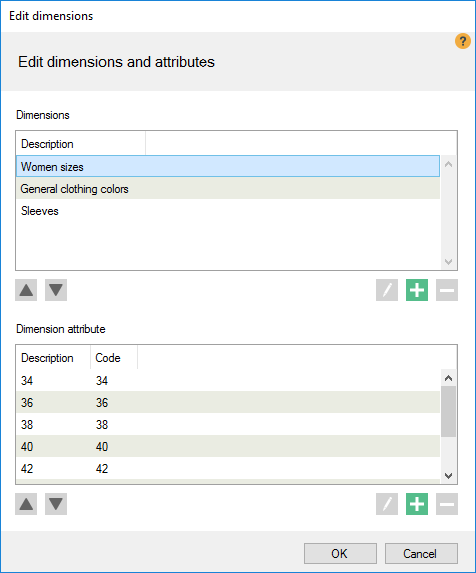 Edit dimensions
?
Edit dimensions and attributes
Dimensions
Description
Women sizes
General clothing colors
Sleeves
Dimension attribute
Description Code
34 34
36 36
38 38
40 40
42 42
OK Cancel